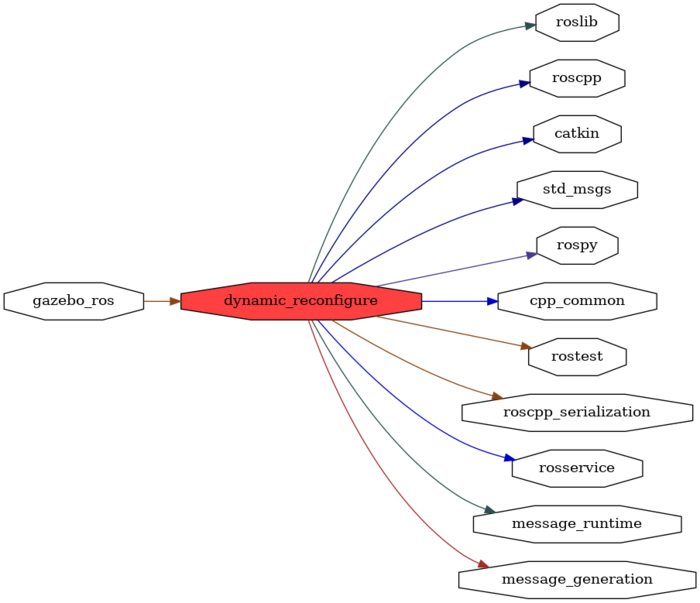 roslib
roscpp
catkin
std_msgs
rospy
gazebo_ros
dynamic_reconfigure
cpp_common
rostest
roscpp_serialization
rosservice
message_runtime
message_generation